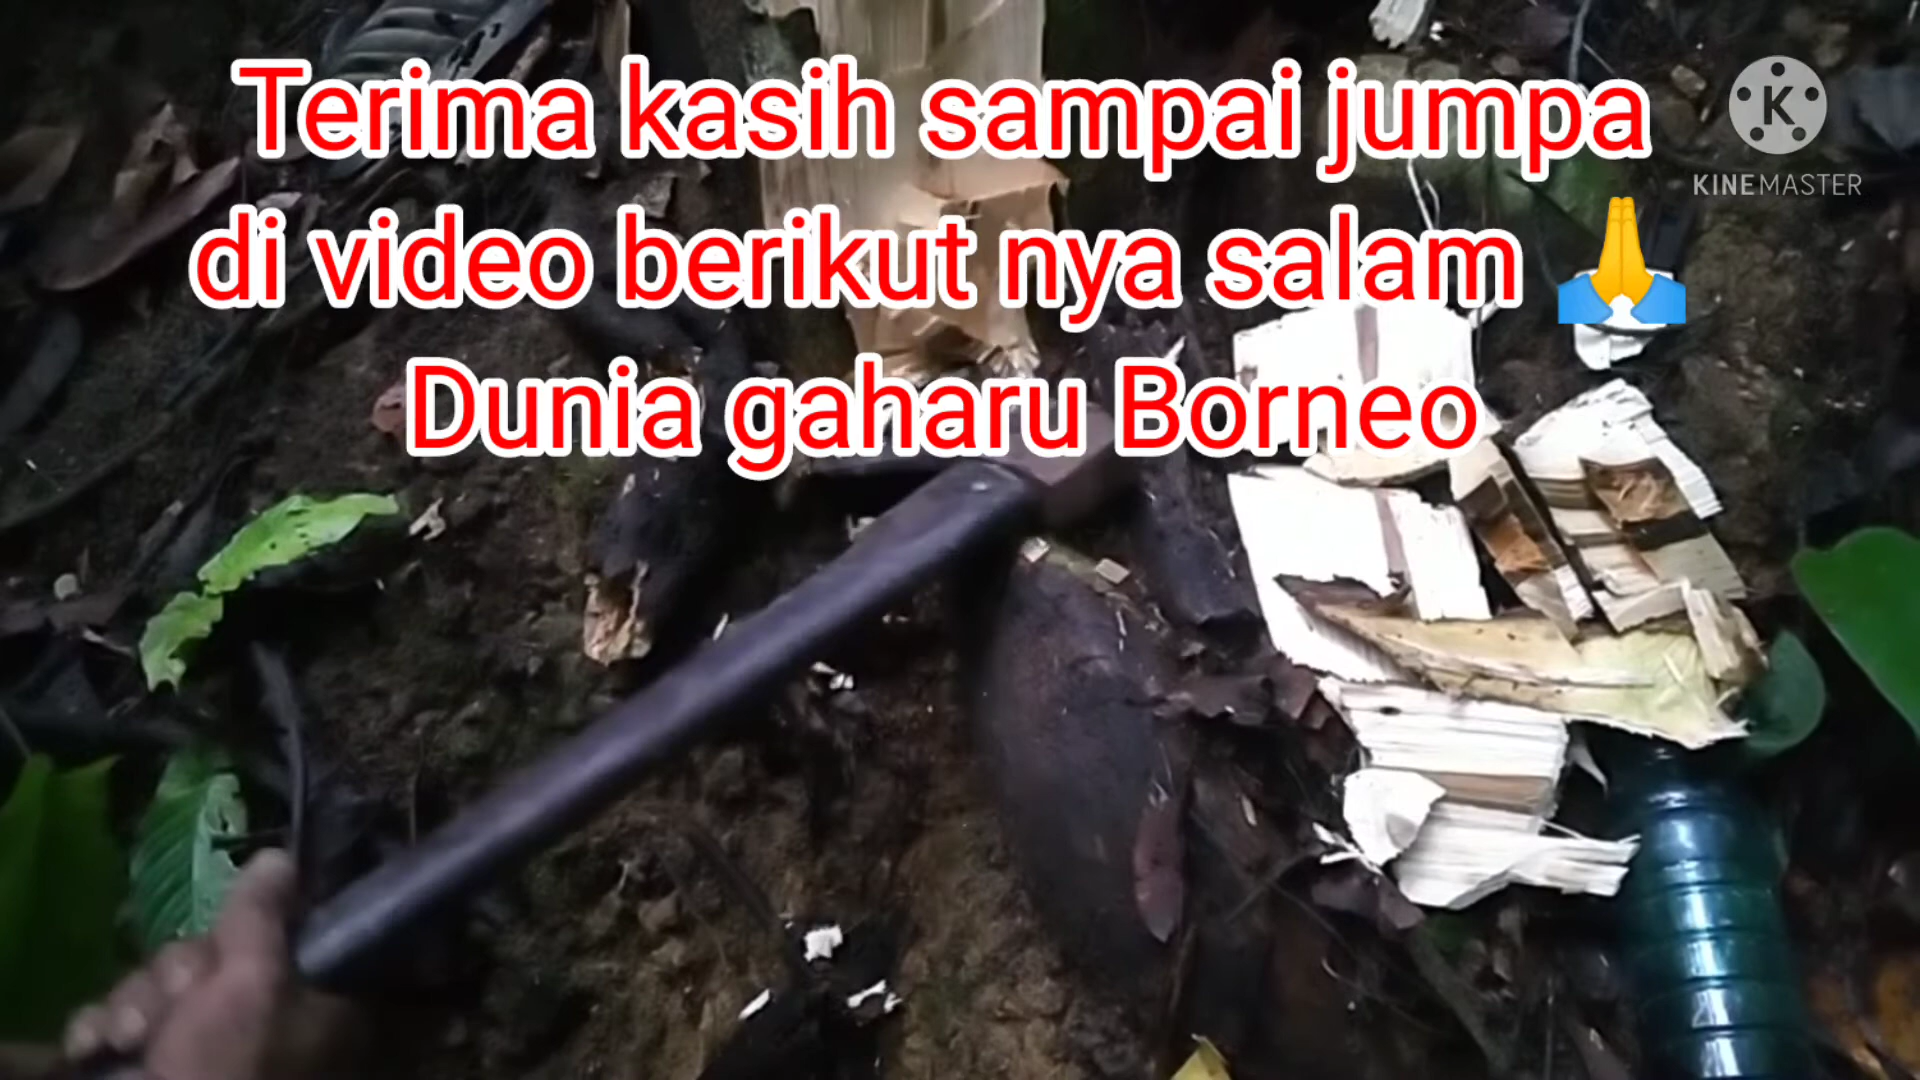 Terima kasih sampai jumpa
di video berikut nya salam 🙏
Dunia gaharu Borneo
KINEMASTER